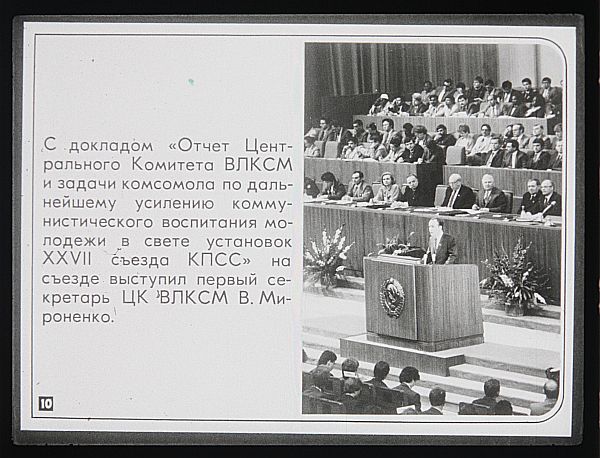 С докладом «Отчет Цент-
рального Комитета ВЛКСМ
и задачи комсомола по даль-
нейшему усилению комму-
нистического воспитания мо-
лодежи в свете установок
XXVII съезда КПСС» на
съезде выступил первый се-
кретарь ЦК ВЛКСМ В. Ми-
роненко.
10